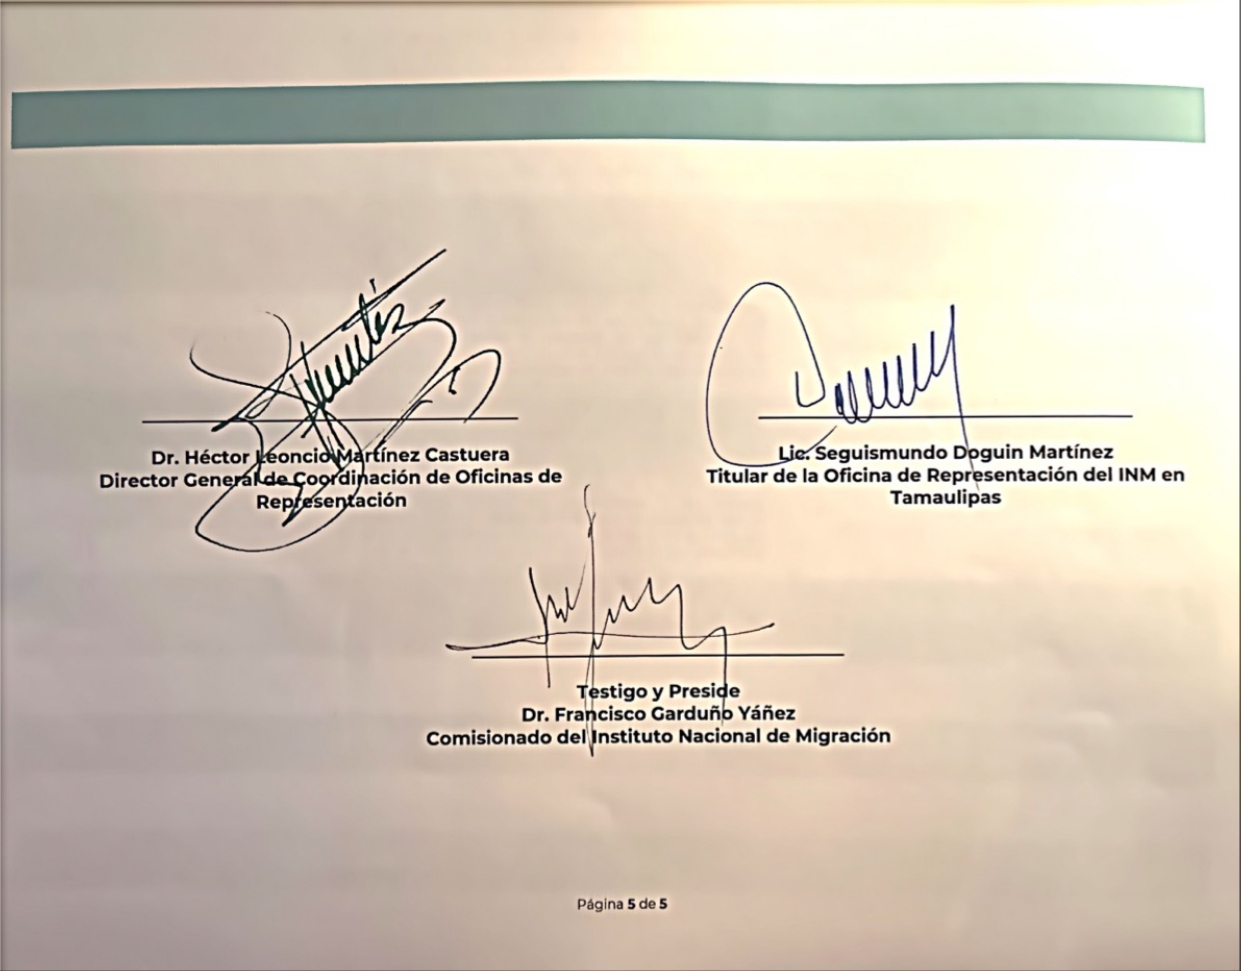 Dr. Héctor Leoncio Martínez Castuera
Director General de Coordinación de Oficinas de
Representación
Lic. Seguismundo Doguin Martínez
Titular de la Oficina de Representación del INM en
Tamaulipas
Testigo y Preside
Dr. Francisco Garduño Yáñez
Comisionado del Instituto Nacional de Migración
Página 5 de 5